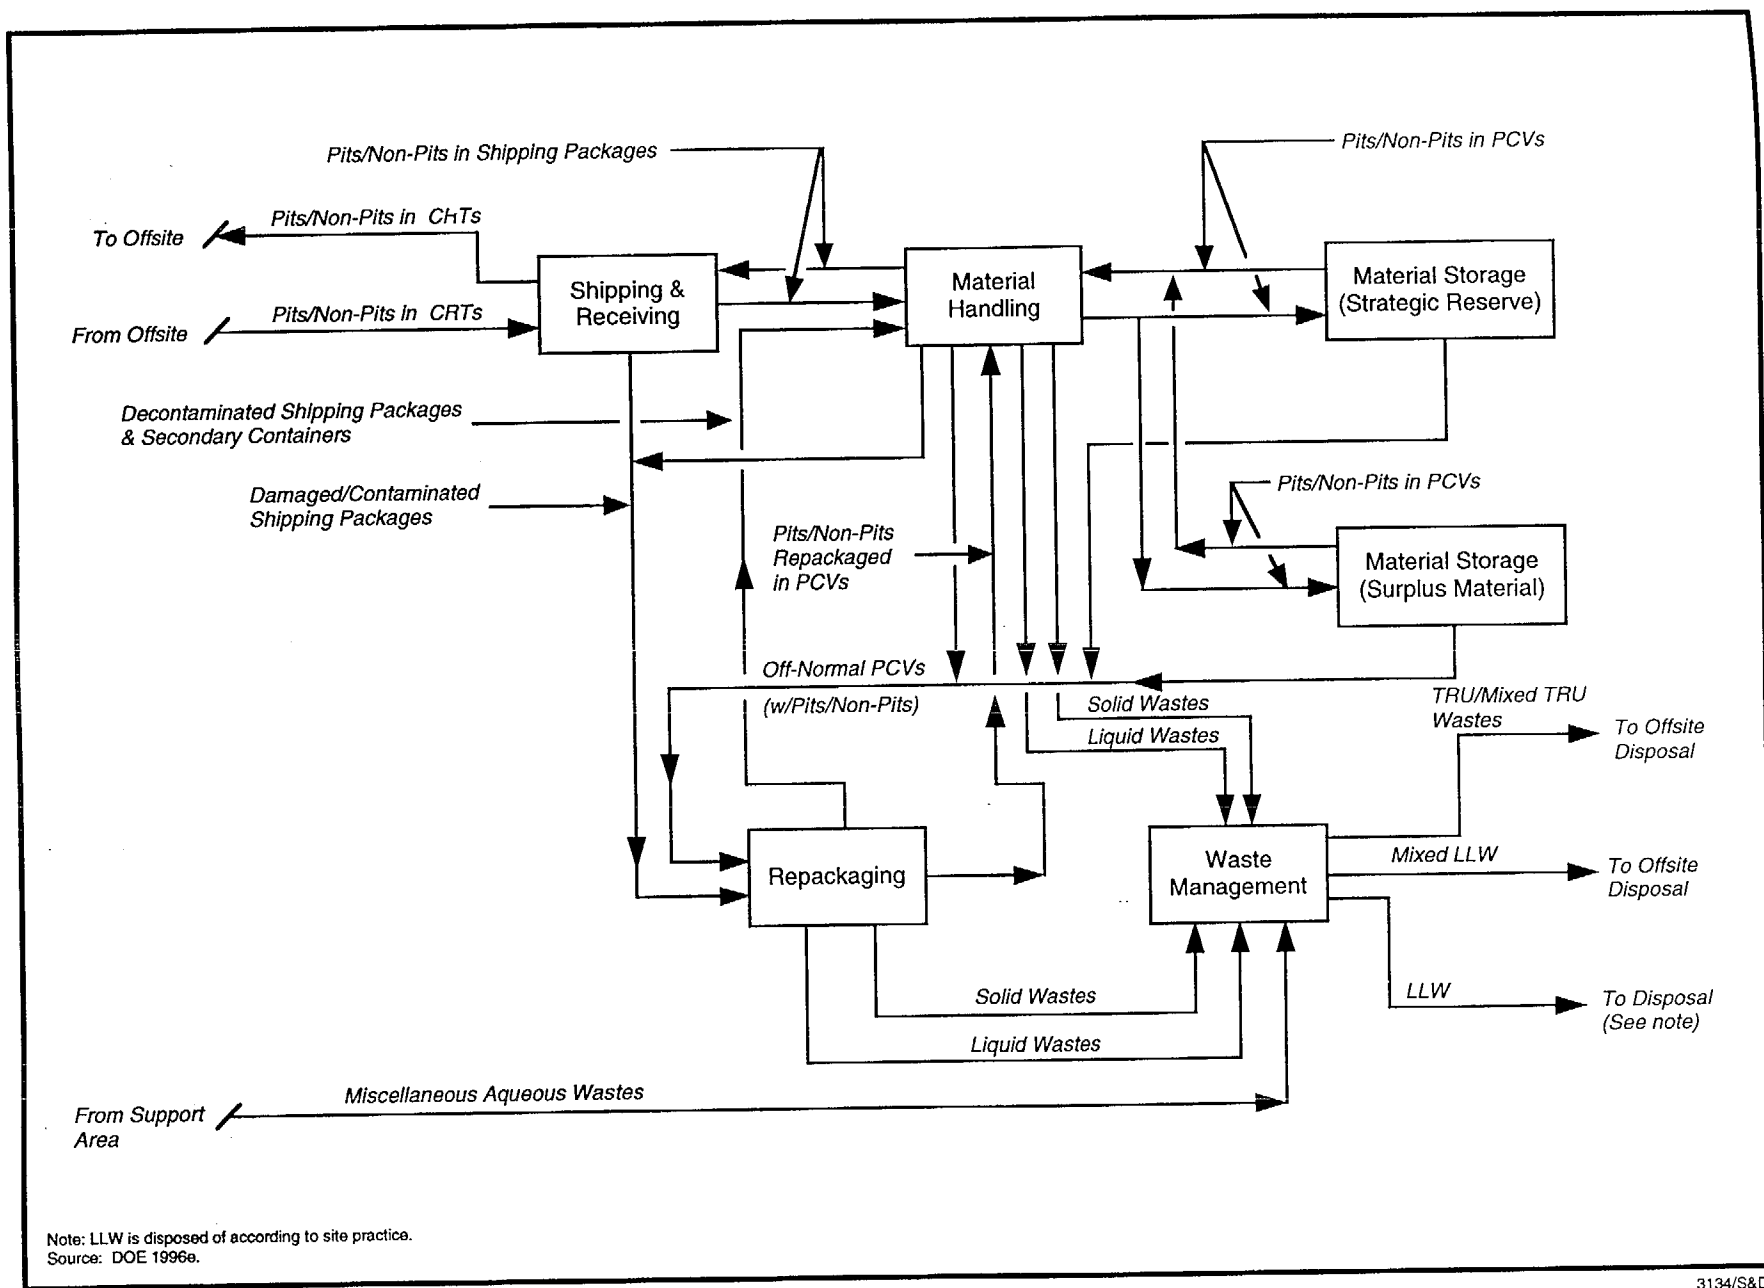 Pits/Non-Pits in Shipping Packages
Pits/Non-Pits in PCVs
To Offsite
Pits/Non-Pits in CRTs
Shipping &
Receiving
Material
Handling
Material Storage
(Strategic Reserve)
From Offsite
Pits/Non-Pits in CRTs
Decontaminated Shipping Packages
& Secondary Containers
Damaged/Contaminated
Shipping Packages
Pits/Non-Pits
Repackaged
in PCVs
Pits/Non-Pits in PCVs
Material Storage
(Surplus Material)
Off-Normal PCVs
(w/Pits/Non-Pits)
Solid Wastes
Liquid Wastes
TRU/Mixed TRU
Wastes
To Offsite
Disposal
Repackaging
Waste
Management
Mixed LLW
To Offsite
Disposal
Solid Wastes
Liquid Wastes
LLW
To Disposal
(See note)
Miscellaneous Aqueous Wastes
From Support
Area
Note: LLW is disposed of according to site practice.
Source: DOE 1996e.
3134/S&D